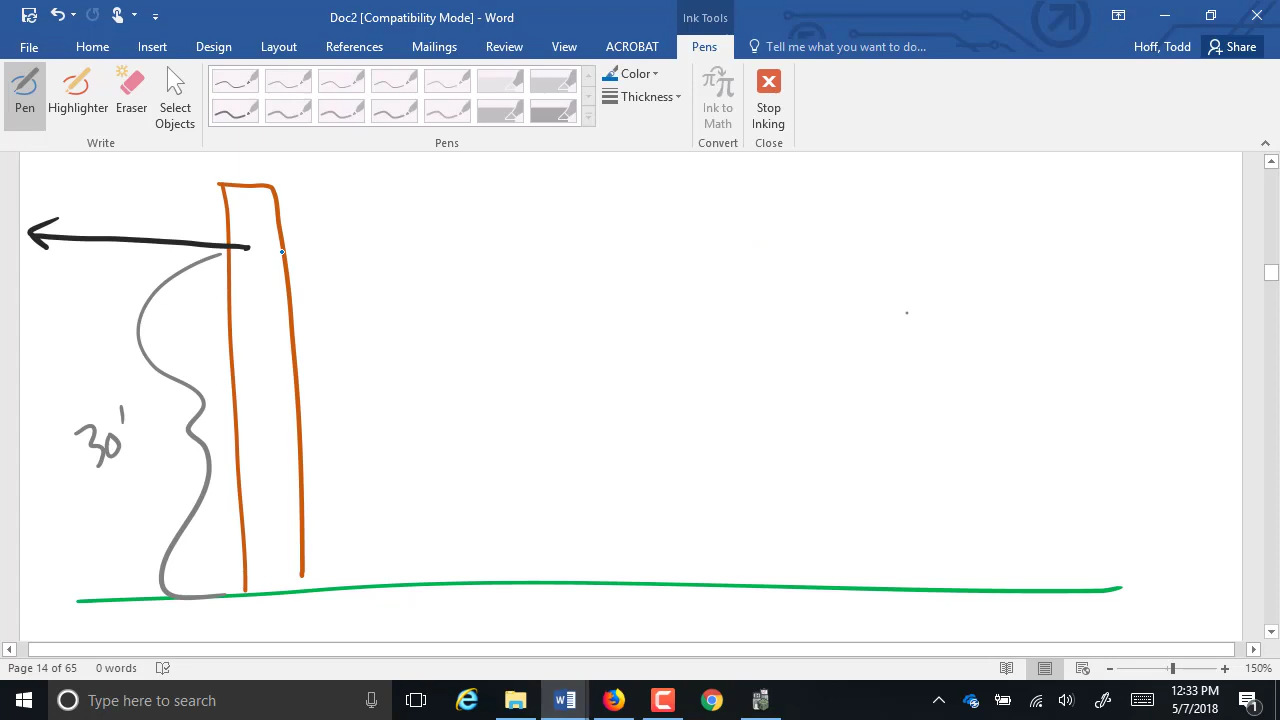 Doc2 [Compatibility Mode] - Word
Ink Tools
File
Home
Insert
Design
Layout
References
Mailings
Review
View
ACROBAT
Pens
Tell me what you want to do...
Hoff, Todd
Share
Pen
Highlighter
Eraser
Select
Objects
Color
Thickness
Ink to
Math
Stop
Inking
Write
Pens
Convert
Close
30'
Page 14 of 65
0 words
150%
Type here to search
12:33 PM
5/7/2018
1